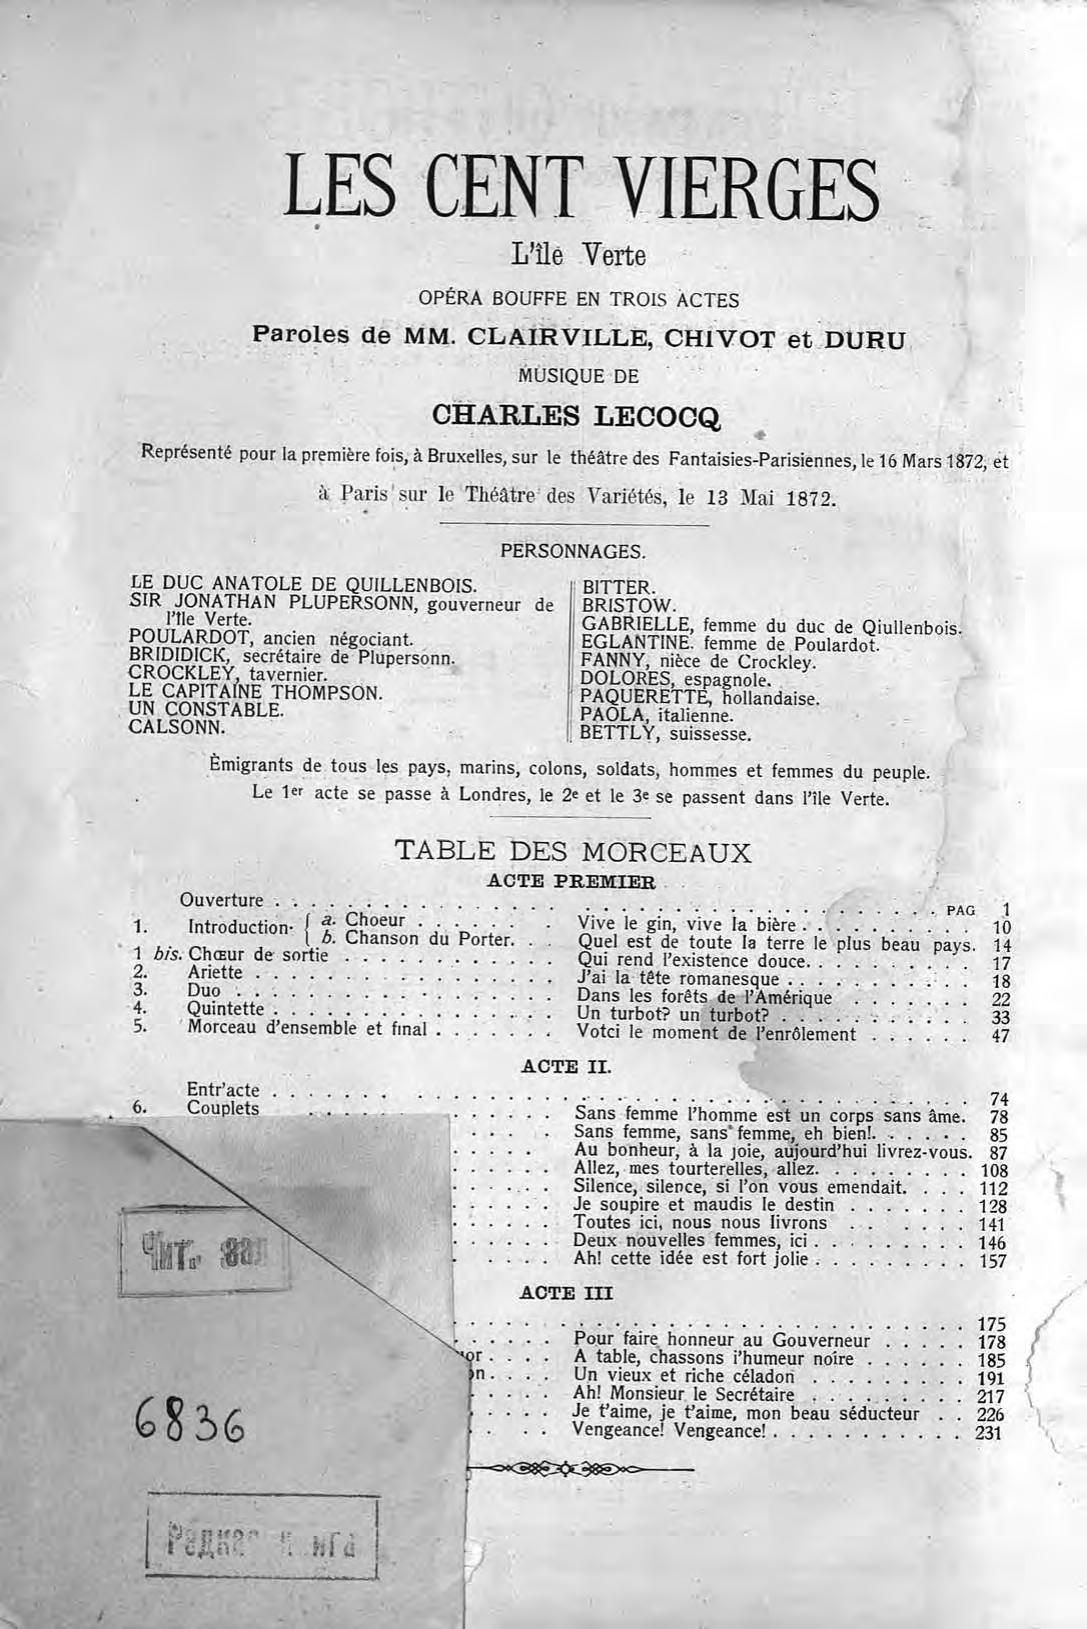 LES CENT VIERGES
L'île Verte
OPÉRA BOUFFE EN TROIS ACTES
Paroles de MM. CLAIRVILLE, CHIVOT et DURU
MUSIQUE DE
CHARLES LECOCQ
Représenté pour la première fois, à Bruxelles, sur le théâtre des Fantaisies-Parisiennes, le 16 Mars 1872, et
à Paris sur le Théâtre des Variétés, le 13 Mai 1872.
PERSONNAGES.
LE DUC ANATOLE DE QUILLENBOIS.
SIR JONATHAN PLUPERSONN, gouverneur de
l'île Verte.
POULARDOT, ancien négociant.
BRIDIDICK, secrétaire de Plupersonn.
CROCKLEY, tavernier.
LE CAPITAINE THOMPSON.
UN CONSTABLE.
CALSONN.
BITTER.
BRISTOW.
GABRIELLE, femme du duc de Qiullenbois.
EGLANTINE. femme de Poulardot.
FANNY, nièce de Crockley.
DOLORES, espagnole.
PAQUERETTE, hollandaise.
PAOLA, italienne.
BETTLY, suissesse.
Èmigrants de tous les pays, marins, colons, soldats, hommes et femmes du peuple.
Le 1er acte se passe à Londres, le 2e et le 3e se passent dans l'île Verte.
TABLE DES MORCEAUX
ACTE PREMIER
Ouverture . . . . . . . . . . . . . . . . PAG 1
1. Introduction { a. Choeur . . . . . . . Vive le gin, vive la bière . . . . . . . . . 10
b. Chanson du Porter. . . Quel est de toute la terre le plus beau pays. 14
1 bis. Chœur de sortie . . . . . . . . . . . Qui rend l'existence douce. . . . . . . . . 17
2. Ariette . . . . . . . . . . . . . . . J'ai la tête romanesque . . . . . . . . . . 18
3. Duo . . . . . . . . . . . . . . . . . Dans les forêts de l'Amérique . . . . . . . 22
4. Quintette . . . . . . . . . . . . . . Un turbot? un turbot? . . . . . . . . . . . 33
5. Morceau d'ensemble et final . . . . . . . Votci le moment de l'enrôlement . . . . . . 47
ACTE II.
Entr'acte . . . . . . . . . . . . . . . . . 74
6. Couplets . . . . . . . . . . . . Sans femme l'homme est un corps sans âme. 78
. . . . . Sans femme, sans femme, eh bien!. . . . . . 85
. . . . . Au bonheur, à la joie, aujourd'hui livrez-vous. 87
. . . . . Allez, mes tourterelles, allez. . . . . . . . . 108
. . . . . Silence, silence, si l'on vous emendait. . . . 112
. . . . . Je soupire et maudis le destin . . . . . . . 128
. . . . . Toutes ici, nous nous livrons . . . . . . . 141
. . . . . Deux nouvelles femmes, ici . . . . . . . . . 146
. . . . . Ah! cette idée est fort jolie . . . . . . . . . 157
ACTE III
. . . . . . . . . . . . . . . . . . . . . 175
. . . . . Pour faire honneur au Gouverneur . . . . . 178
or . . . . A table, chassons i'humeur noire . . . . . . 185
n . . . . Un vieux et riche céladon . . . . . . . . . 191
. . . . . Ah! Monsieur le Secrétaire . . . . . . . . . 217
. . . . . Je t'aime, je t'aime, mon beau séducteur . . 226
. . . . Vengeance! Vengeance! . . . . . . . . . . . 231
Чит. зал
6836
Редкая книга